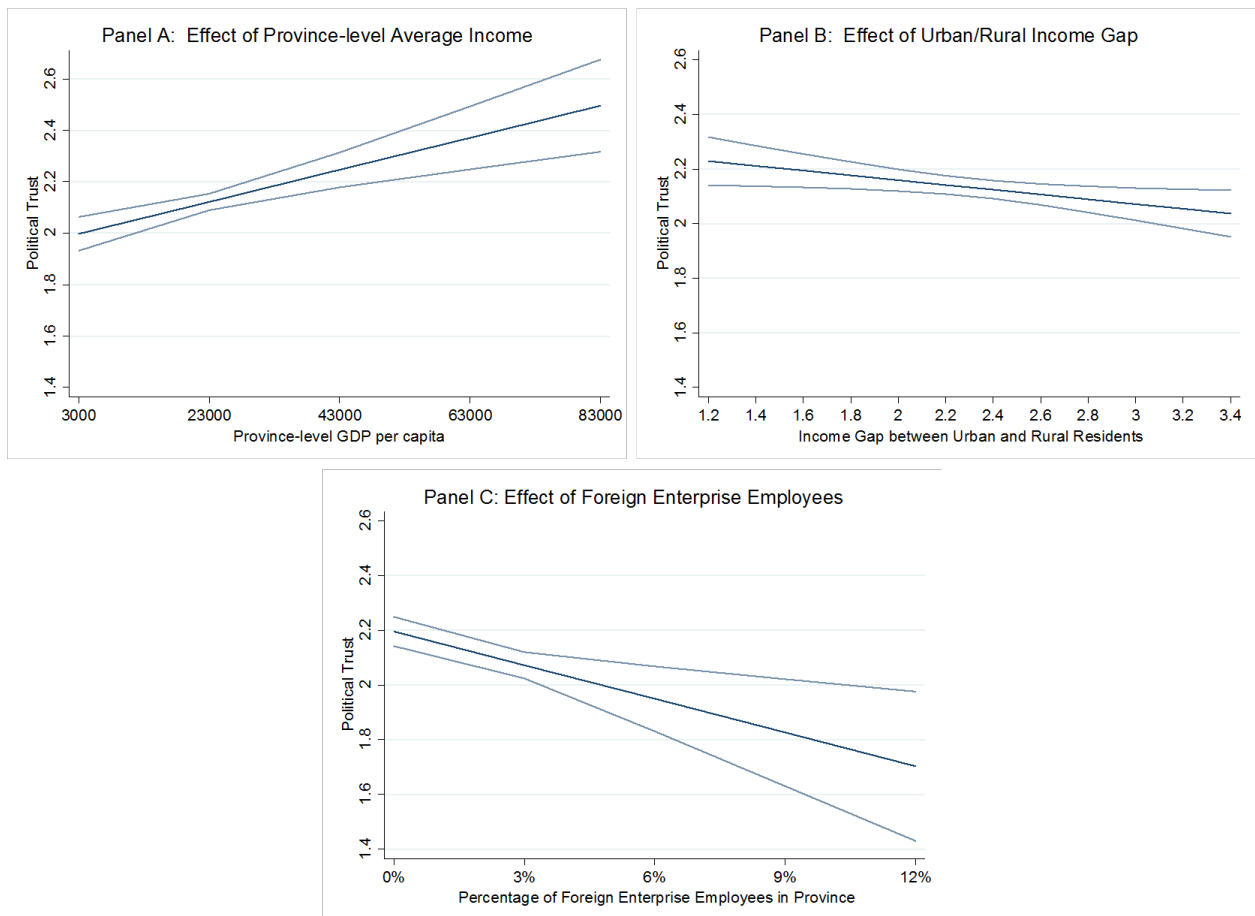 Panel A:  Effect of Province-level Average Income
Political Trust
2.6
2.4
2.2
2
1.8
1.6
1.4
3000 23000 43000 63000 83000
Province-level GDP per capita
Panel B:  Effect of Urban/Rural Income Gap
Political Trust
2.6
2.4
2.2
2
1.8
1.6
1.4
1.2 1.4 1.6 1.8 2 2.2 2.4 2.6 2.8 3 3.2 3.4
Income Gap between Urban and Rural Residents
Panel C: Effect of Foreign Enterprise Employees
Political Trust
2.6
2.4
2.2
2
1.8
1.6
1.4
0% 3% 6% 9% 12%
Percentage of Foreign Enterprise Employees in Province